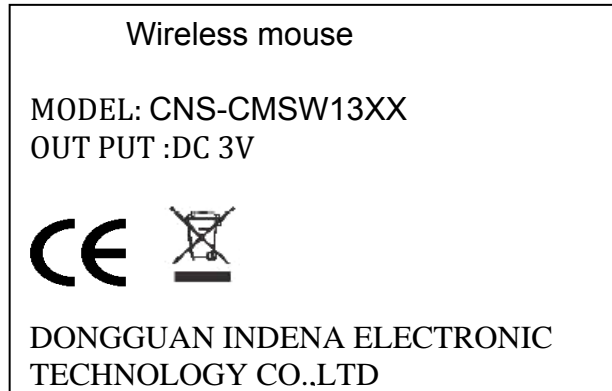 Wireless mouse
MODEL: CNS-CMSW13XX
OUT PUT :DC 3V
CE
DONGGUAN INDENA ELECTRONIC
TECHNOLOGY CO.,LTD